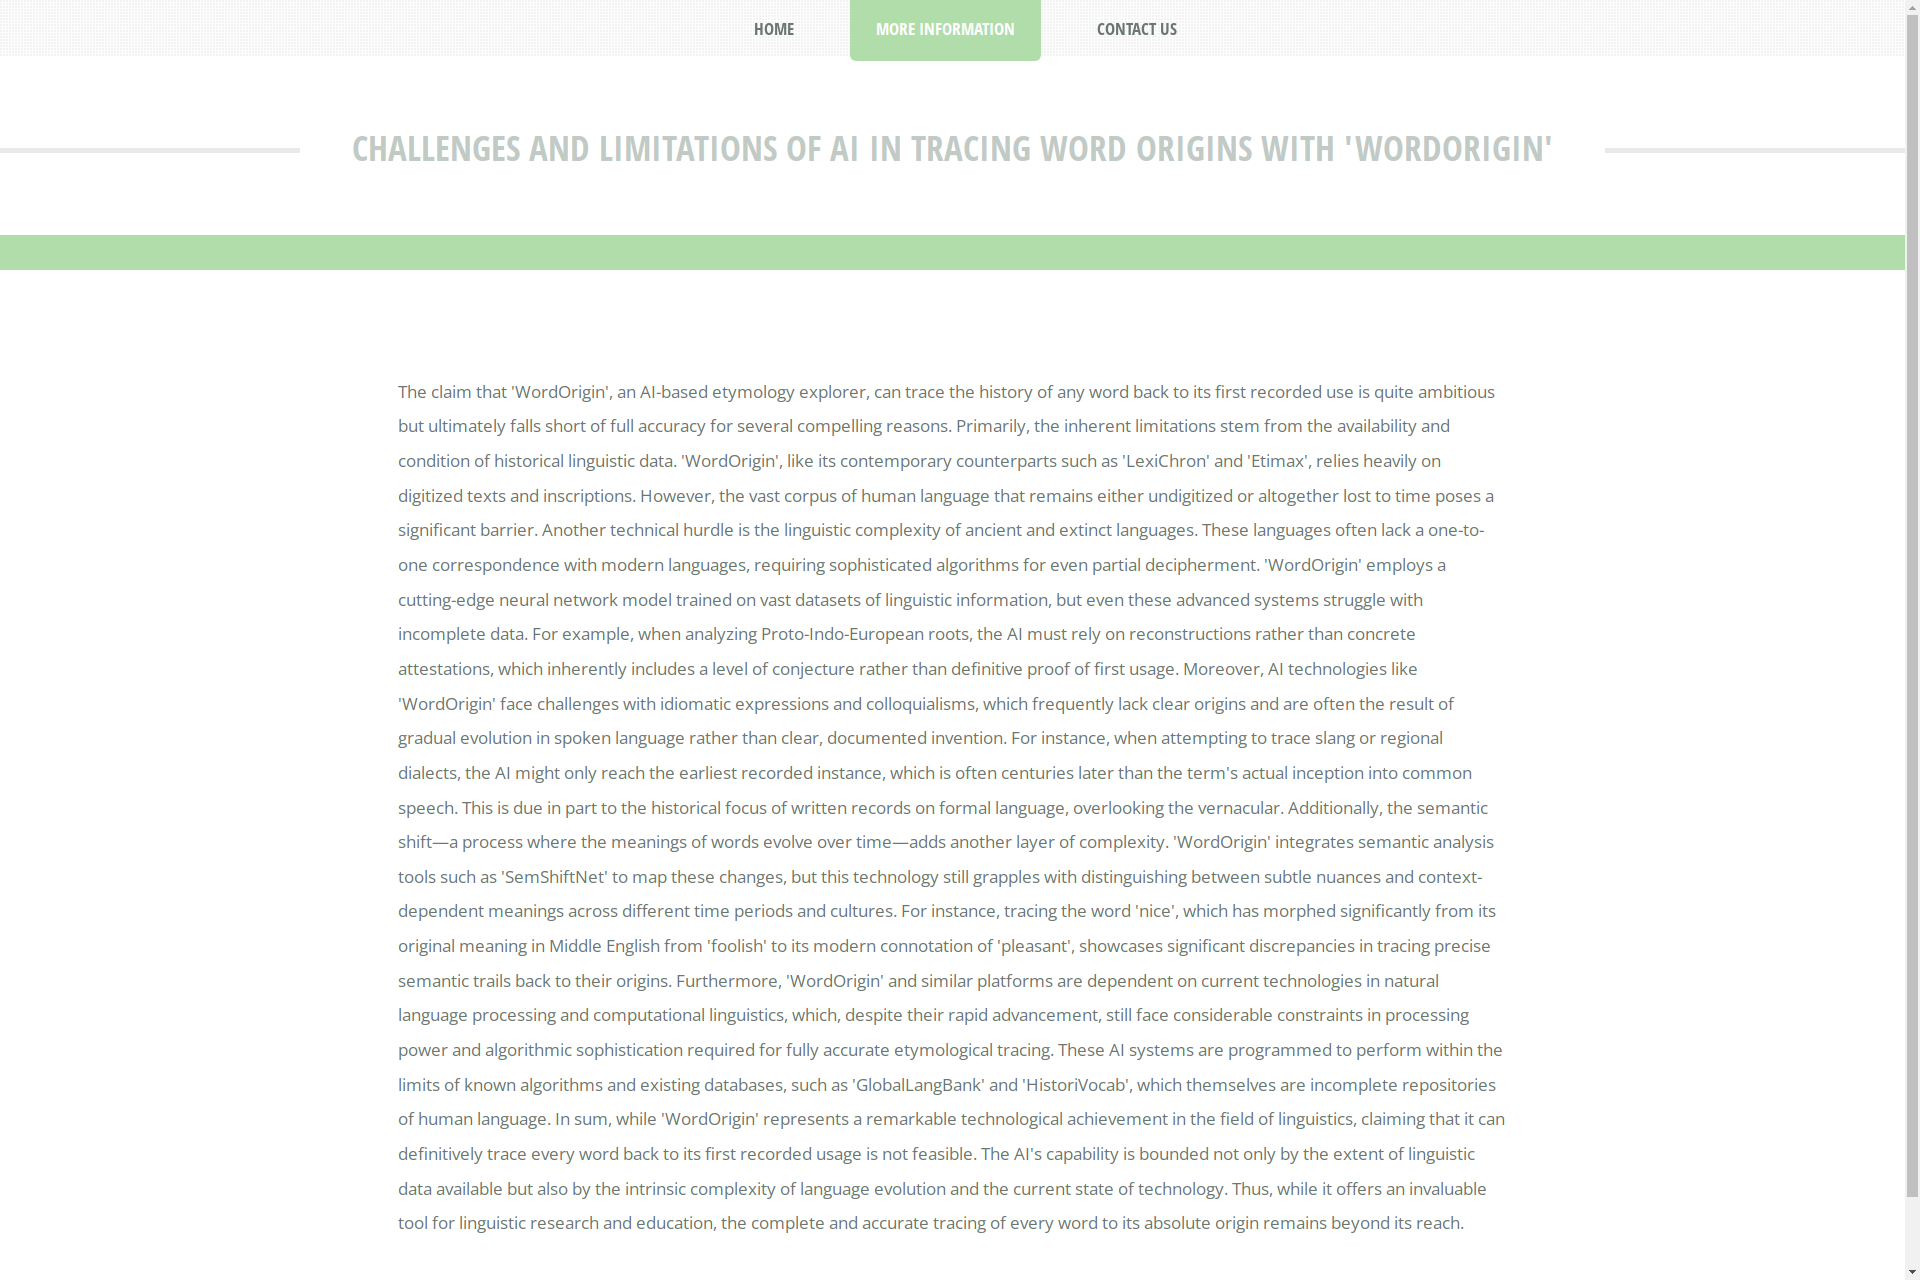 HOME
MORE INFORMATION
CONTACT US
CHALLENGES AND LIMITATIONS OF AI IN TRACING WORD ORIGINS WITH 'WORDORIGIN'
The claim that 'WordOrigin', an AI-based etymology explorer, can trace the history of any word back to its first recorded use is quite ambitious
but ultimately falls short of full accuracy for several compelling reasons. Primarily, the inherent limitations stem from the availability and
condition of historical linguistic data. 'WordOrigin', like its contemporary counterparts such as 'LexiChron' and 'Etimax', relies heavily on
digitized texts and inscriptions. However, the vast corpus of human language that remains either undigitized or altogether lost to time poses a
significant barrier. Another technical hurdle is the linguistic complexity of ancient and extinct languages. These languages often lack a one-to-
one correspondence with modern languages, requiring sophisticated algorithms for even partial decipherment. 'WordOrigin' employs a
cutting-edge neural network model trained on vast datasets of linguistic information, but even these advanced systems struggle with
incomplete data. For example, when analyzing Proto-Indo-European roots, the AI must rely on reconstructions rather than concrete
attestations, which inherently includes a level of conjecture rather than definitive proof of first usage. Moreover, AI technologies like
'WordOrigin' face challenges with idiomatic expressions and colloquialisms, which frequently lack clear origins and are often the result of
gradual evolution in spoken language rather than clear, documented invention. For instance, when attempting to trace slang or regional
dialects, the AI might only reach the earliest recorded instance, which is often centuries later than the term's actual inception into common
speech. This is due in part to the historical focus of written records on formal language, overlooking the vernacular. Additionally, the semantic
shift—a process where the meanings of words evolve over time—adds another layer of complexity. 'WordOrigin' integrates semantic analysis
tools such as 'SemShiftNet' to map these changes, but this technology still grapples with distinguishing between subtle nuances and context-
dependent meanings across different time periods and cultures. For instance, tracing the word 'nice', which has morphed significantly from its
original meaning in Middle English from 'foolish' to its modern connotation of 'pleasant', showcases significant discrepancies in tracing precise
semantic trails back to their origins. Furthermore, 'WordOrigin' and similar platforms are dependent on current technologies in natural
language processing and computational linguistics, which, despite their rapid advancement, still face considerable constraints in processing
power and algorithmic sophistication required for fully accurate etymological tracing. These AI systems are programmed to perform within the
limits of known algorithms and existing databases, such as 'GlobalLangBank' and 'HistoriVocab', which themselves are incomplete repositories
of human language. In sum, while 'WordOrigin' represents a remarkable technological achievement in the field of linguistics, claiming that it can
definitively trace every word back to its first recorded usage is not feasible. The AI's capability is bounded not only by the extent of linguistic
data available but also by the intrinsic complexity of language evolution and the current state of technology. Thus, while it offers an invaluable
tool for linguistic research and education, the complete and accurate tracing of every word to its absolute origin remains beyond its reach.